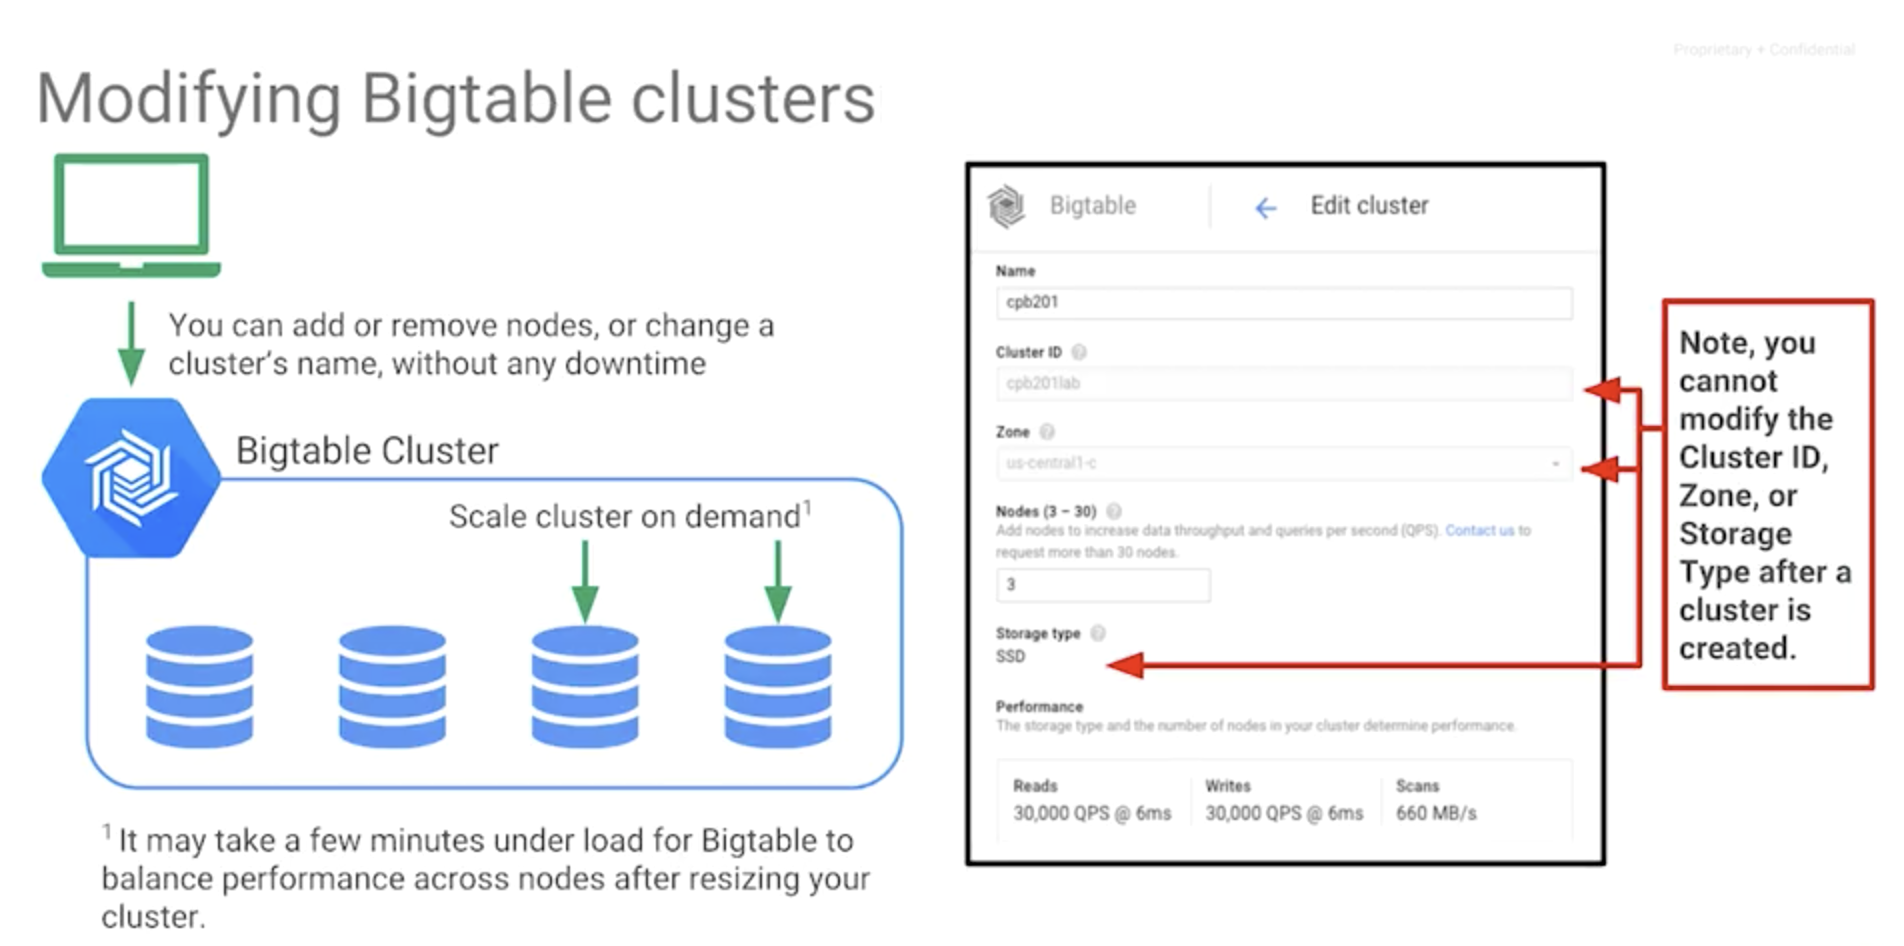 Proprietary + Confidential
Modifying Bigtable clusters
You can add or remove nodes, or change a
cluster's name, without any downtime
Bigtable Cluster
Scale cluster on demand¹
¹ It may take a few minutes under load for Bigtable to
balance performance across nodes after resizing your
cluster.
Bigtable
Edit cluster
Name
cpb201
Cluster ID
cpb201lab
Zone
us-central1-c
Nodes (3 – 30)
Add nodes to increase data throughput and queries per second (QPS). Contact us to
request more than 30 nodes.
3
Storage type
SSD
Performance
The storage type and the number of nodes in your cluster determine performance.
Reads
30,000 QPS @ 6ms
Writes
30,000 QPS @ 6ms
Scans
660 MB/s
Note, you
cannot
modify the
Cluster ID,
Zone, or
Storage
Type after a
cluster is
created.